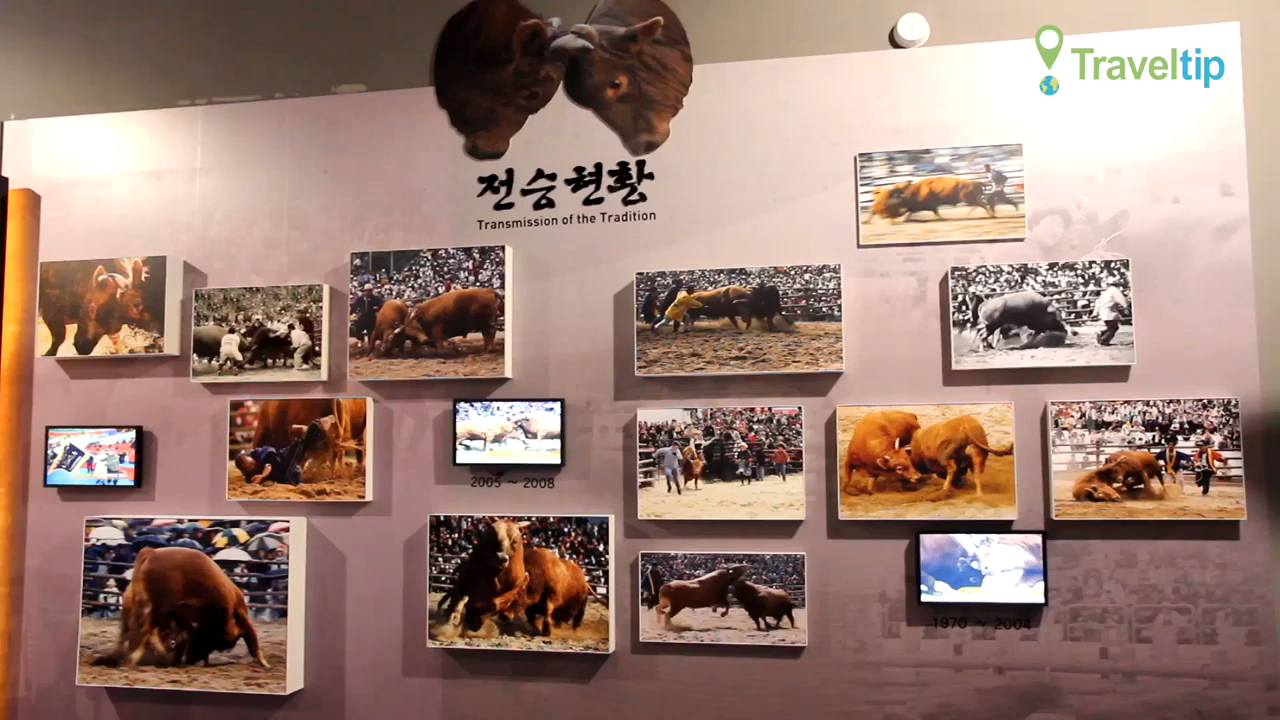 Traveltip
전승현황
Transmission of the Tradition
2005 ~ 2008
1970 ~ 2004